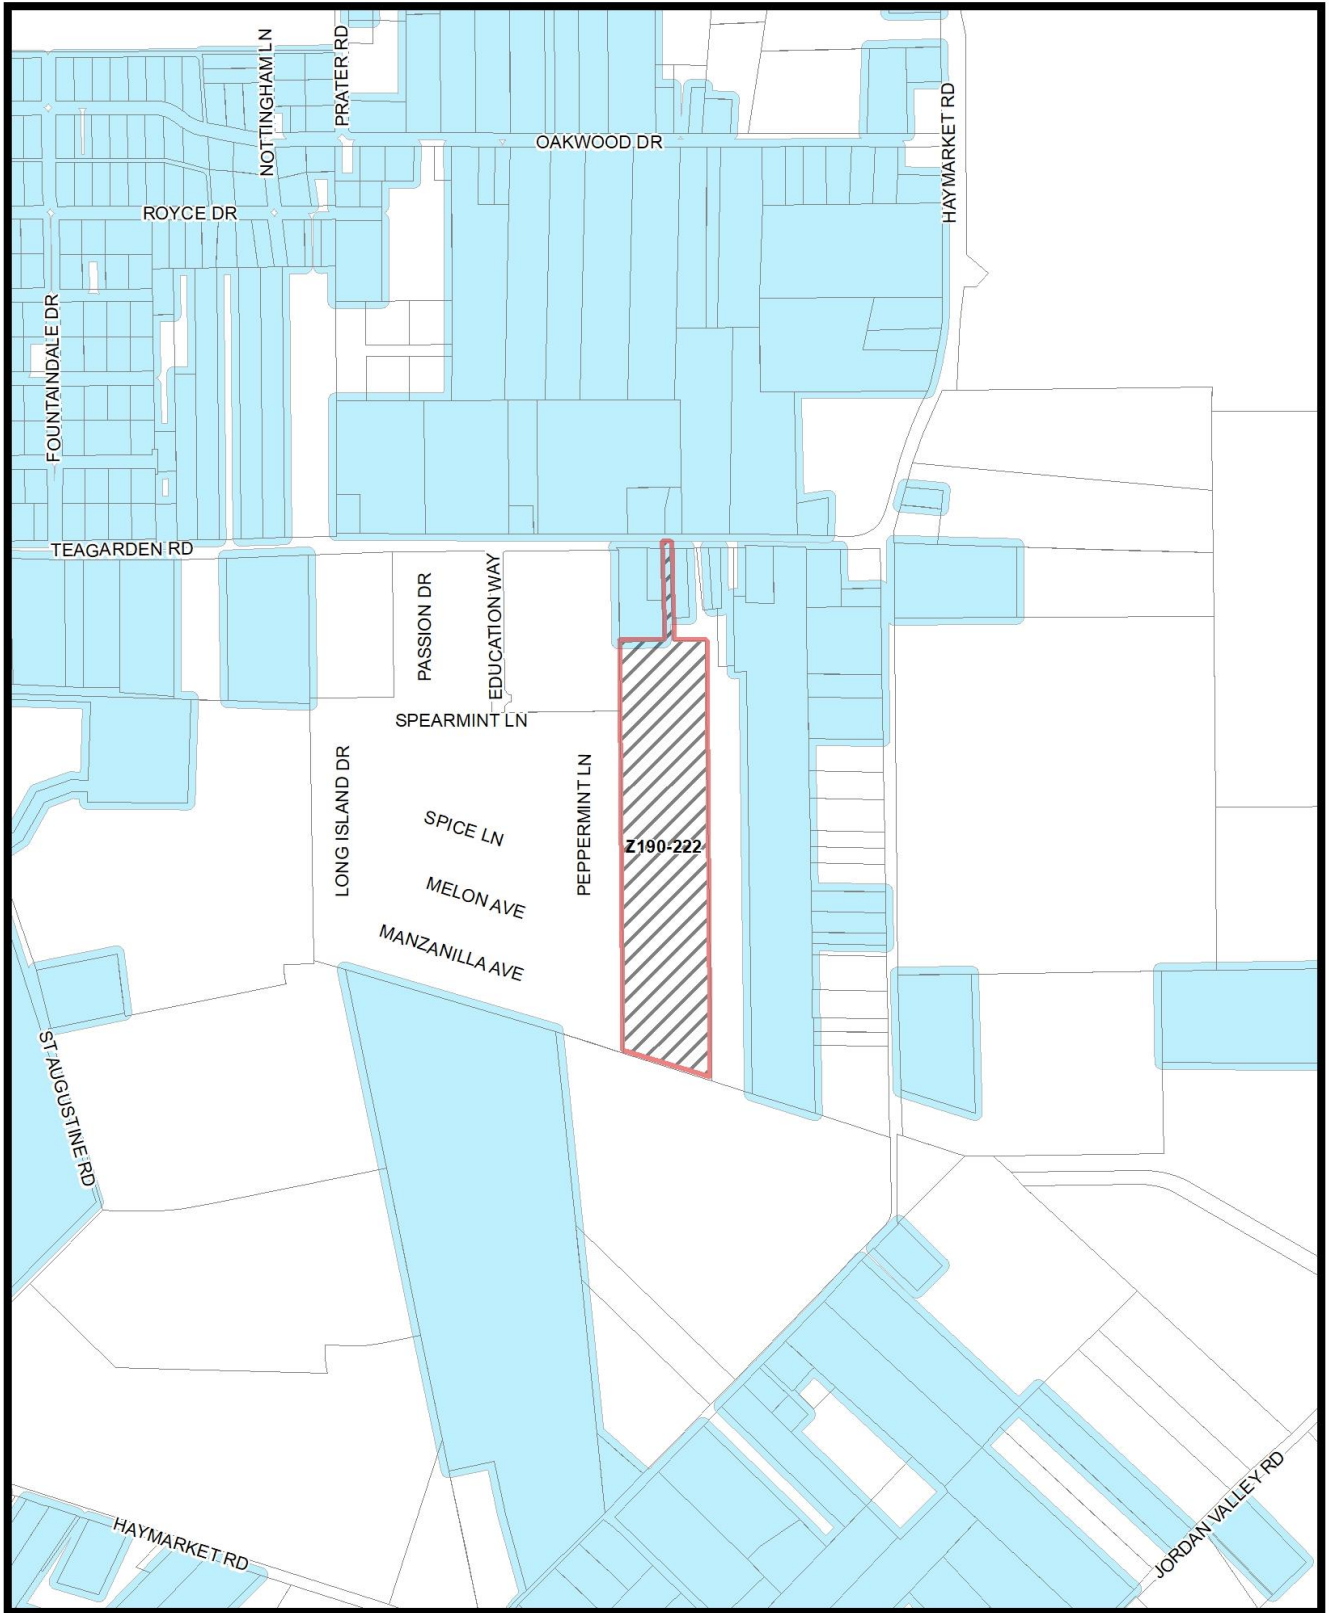 NOTTINGHAM LN
PRATER RD
OAKWOOD DR
HAYMARKET RD
ROYCE DR
FOUNTAINDALE DR
TEAGARDEN RD
PASSION DR
EDUCATION WAY
SPEARMINT LN
LONG ISLAND DR
PEPPERMINT LN
SPICE LN
Z190-222
MELON AVE
MANZANILLA AVE
ST AUGUSTINE RD
HAYMARKET RD
JORDAN VALLEY RD